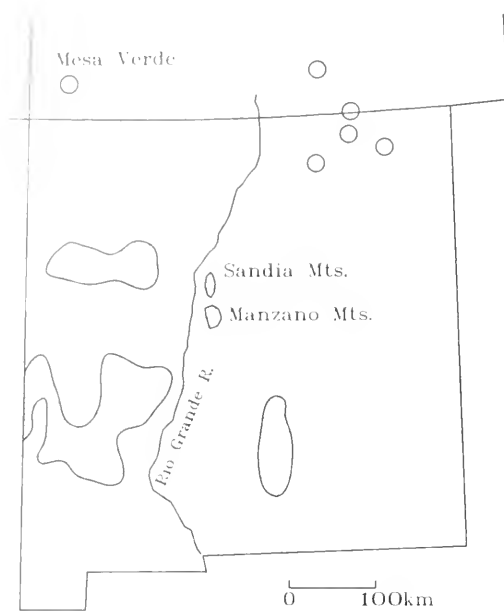 Mesa Verde
Sandia Mts.
Manzano Mts.
Rio Grande R.
0 100km